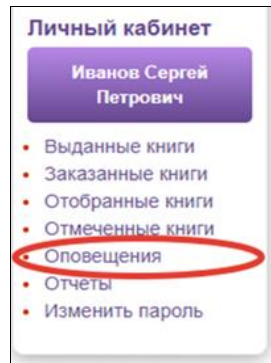 Личный кабинет
Иванов Сергей
Петрович
Выданные книги
Заказанные книги
Отобранные книги
Отмеченные книги
Оповещения
Отчеты
Изменить пароль